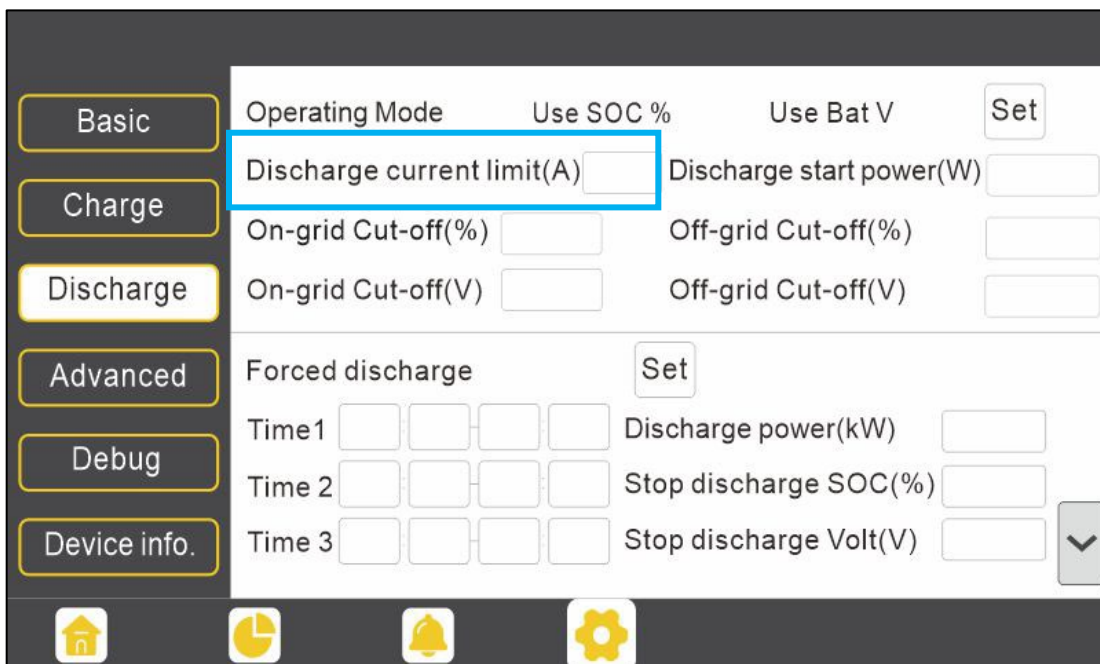 Basic
Charge
Discharge
Advanced
Debug
Device info.
Operating Mode Use SOC % Use Bat V Set
Discharge current limit(A) Discharge start power(W)
On-grid Cut-off(%) Off-grid Cut-off(%)
On-grid Cut-off(V) Off-grid Cut-off(V)
Forced discharge Set
Time1 : - : Discharge power(kW)
Time 2 : - : Stop discharge SOC(%)
Time 3 : - : Stop discharge Volt(V)